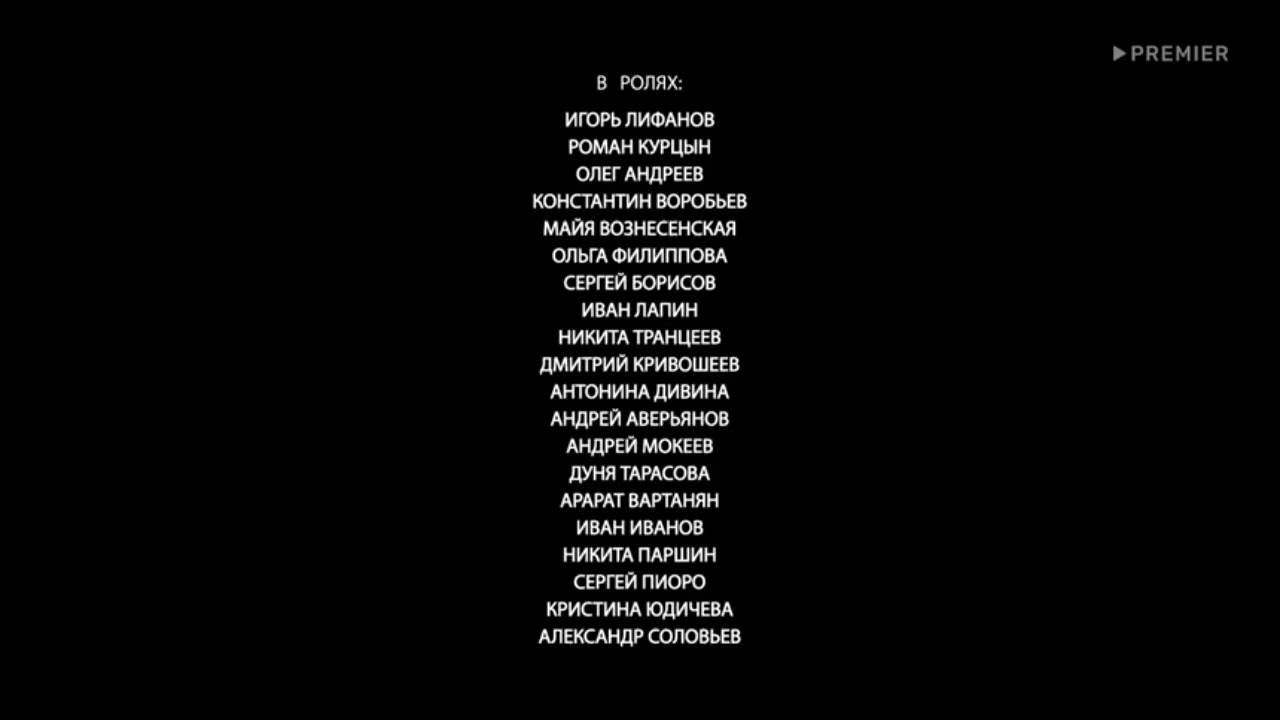 PREMIER
В РОЛЯХ:
ИГОРЬ ЛИФАНОВ
РОМАН КУРЦЫН
ОЛЕГ АНДРЕЕВ
КОНСТАНТИН ВОРОБЬЕВ
МАЙЯ ВОЗНЕСЕНСКАЯ
ОЛЬГА ФИЛИППОВА
СЕРГЕЙ БОРИСОВ
ИВАН ЛАПИН
НИКИТА ТРАНЦЕЕВ
ДМИТРИЙ КРИВОШЕЕВ
АНТОНИНА ДИВИНА
АНДРЕЙ АВЕРЬЯНОВ
АНДРЕЙ МОКЕЕВ
ДУНЯ ТАРАСОВА
АРАРАТ ВАРТАНЯН
ИВАН ИВАНОВ
НИКИТА ПАРШИН
СЕРГЕЙ ПИОРО
КРИСТИНА ЮДИЧЕВА
АЛЕКСАНДР СОЛОВЬЕВ